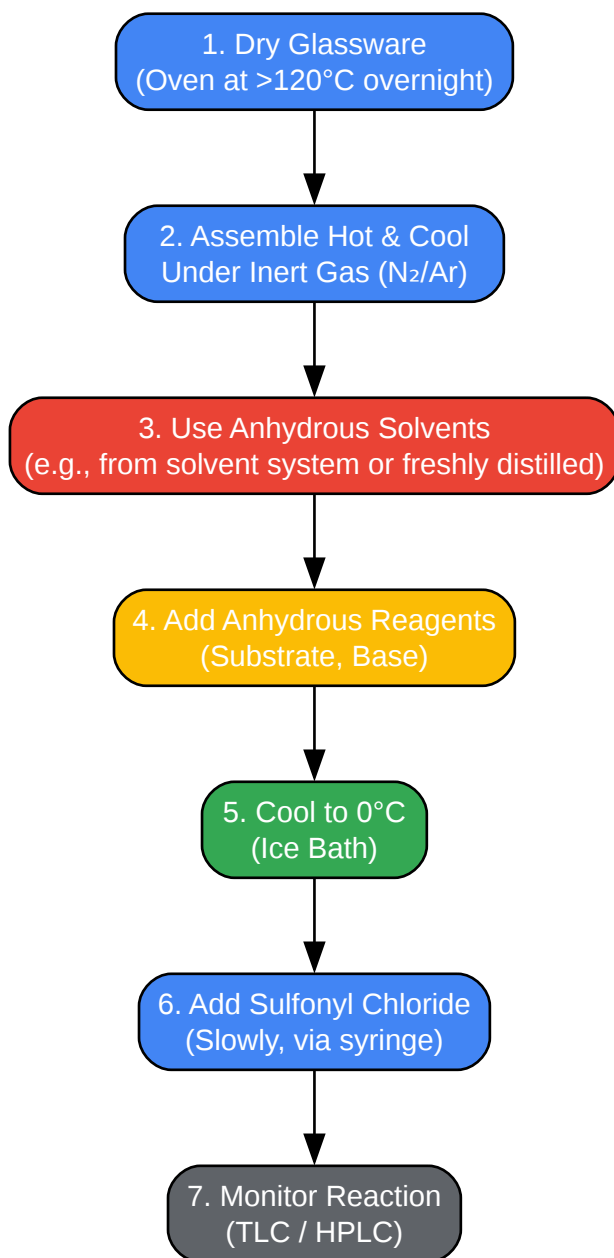 1. Dry Glassware
(Oven at >120°C overnight)
2. Assemble Hot & Cool
Under Inert Gas (N₂/Ar)
3. Use Anhydrous Solvents
(e.g., from solvent system or freshly distilled)
4. Add Anhydrous Reagents
(Substrate, Base)
5. Cool to 0°C
(Ice Bath)
6. Add Sulfonyl Chloride
(Slowly, via syringe)
7. Monitor Reaction
(TLC / HPLC)